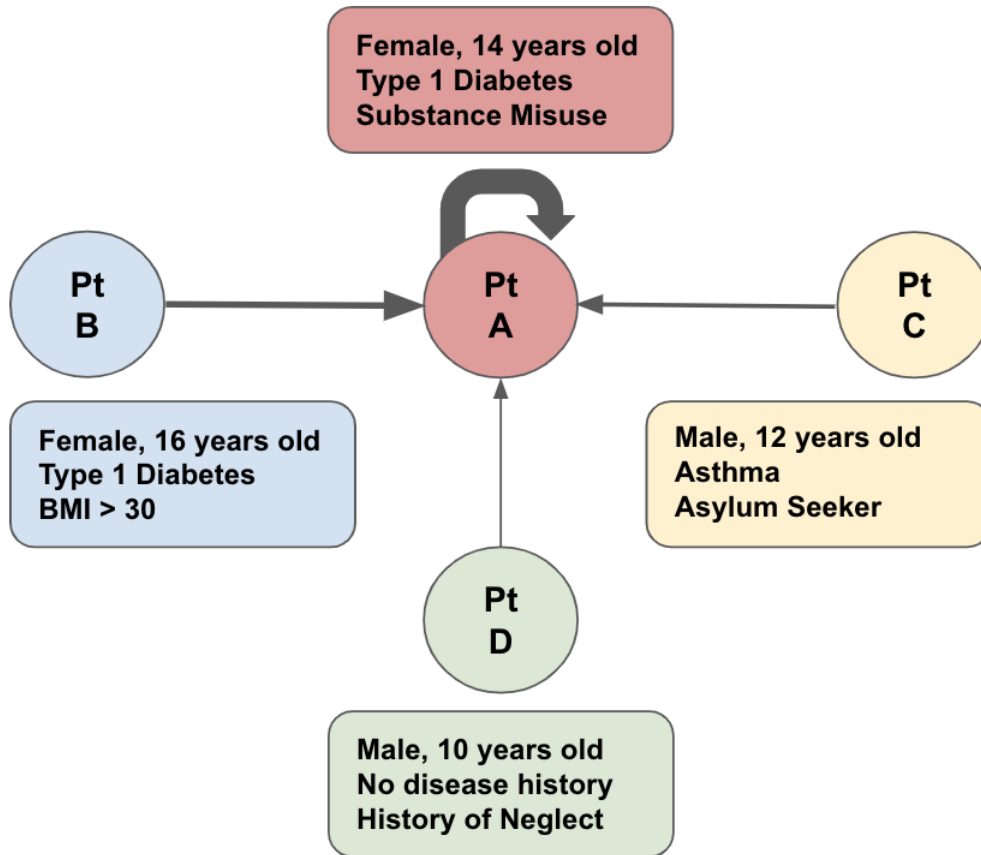 Female, 14 years old
Type 1 Diabetes
Substance Misuse
Pt
B
Pt
A
Pt
C
Female, 16 years old
Type 1 Diabetes
BMI > 30
Male, 12 years old
Asthma
Asylum Seeker
Pt
D
Male, 10 years old
No disease history
History of Neglect